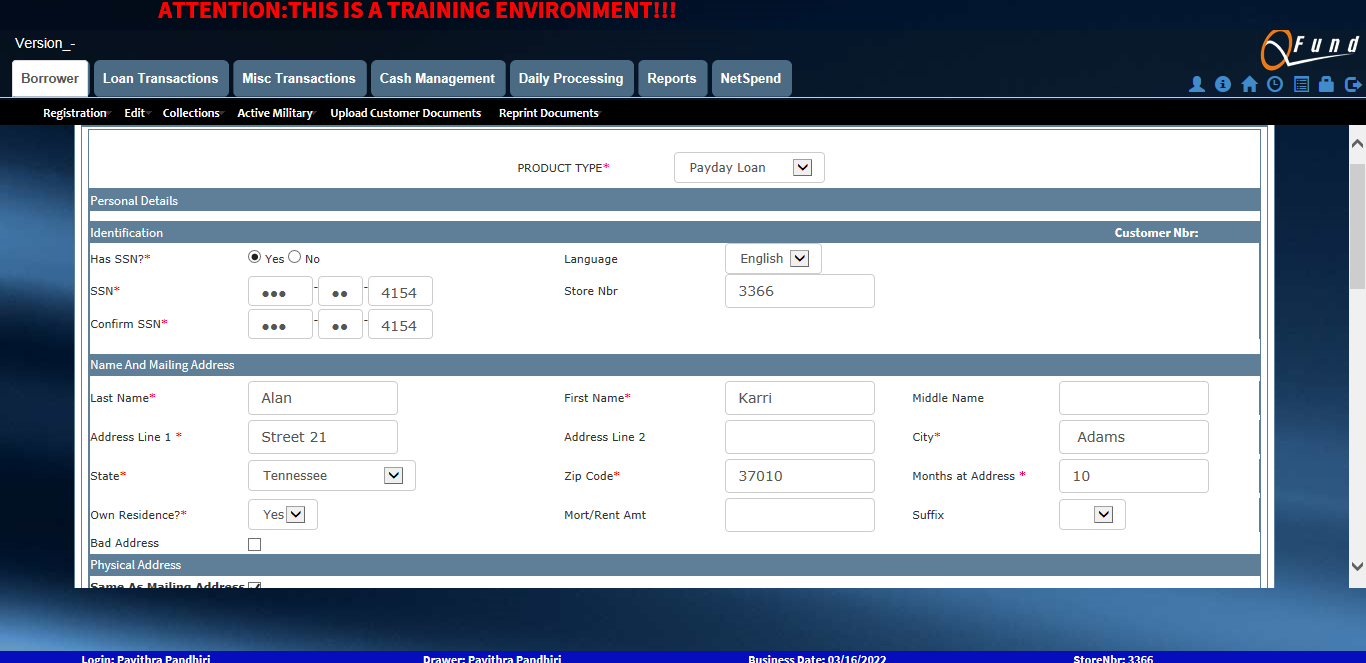 ATTENTION:THIS IS A TRAINING ENVIRONMENT!!!
Version_-
QFund
Borrower Loan Transactions Misc Transactions Cash Management Daily Processing Reports NetSpend
Registration Edit Collections Active Military Upload Customer Documents Reprint Documents
PRODUCT TYPE* Payday Loan
Personal Details
Identification Customer Nbr:
Has SSN?* Yes No Language English
SSN* ●●● - ●● - 4154 Store Nbr 3366
Confirm SSN* ●●● - ●● - 4154
Name And Mailing Address
Last Name* Alan First Name* Karri Middle Name
Address Line 1 * Street 21 Address Line 2 City* Adams
State* Tennessee Zip Code* 37010 Months at Address * 10
Own Residence?* Yes Mort/Rent Amt Suffix
Bad Address
Physical Address
Same As Mailing Address
Login: Pavithra Pandhiri Drawer: Pavithra Pandhiri Business Date: 03/16/2022 StoreNbr: 3366